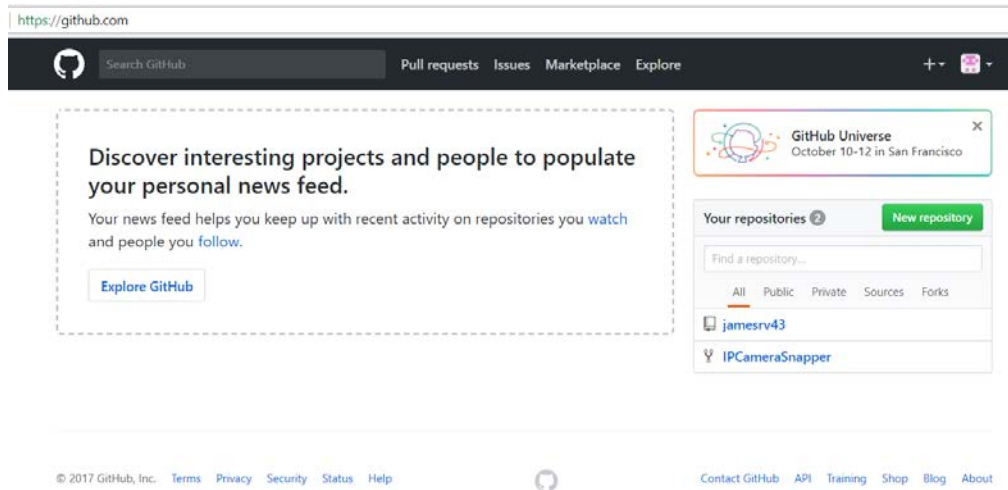 https://github.com
Search GitHub
Pull requests Issues Marketplace Explore
Discover interesting projects and people to populate
your personal news feed.
Your news feed helps you keep up with recent activity on repositories you watch
and people you follow.
Explore GitHub
GitHub Universe
October 10-12 in San Francisco
Your repositories 2
New repository
Find a repository...
All Public Private Sources Forks
jamesrv43
IPCameraSnapper
© 2017 GitHub, Inc. Terms Privacy Security Status Help
Contact GitHub API Training Shop Blog About